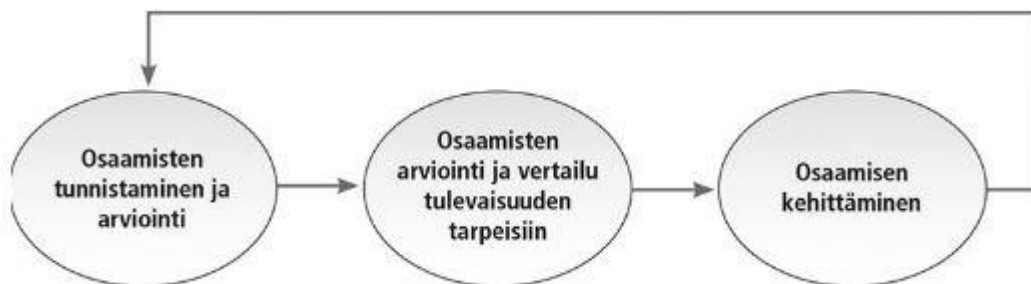 Osaamisten
tunnistaminen ja
arviointi
Osaamisten
arviointi ja vertailu
tulevaisuuden
tarpeisiin
Osaamisen
kehittäminen